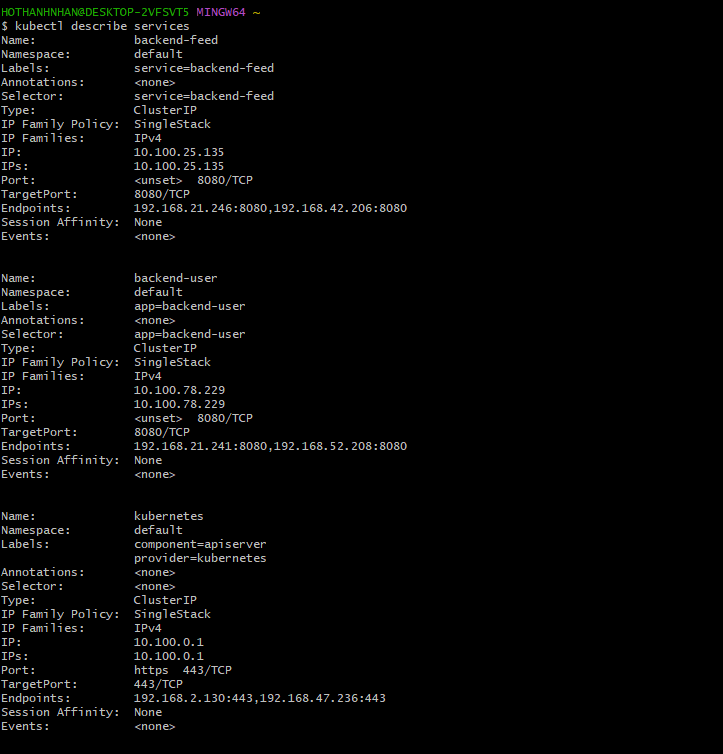 HOTHANHNHAN@DESKTOP-2VFSVT5 MINGW64 ~
$ kubectl describe services
Name:              backend-feed
Namespace:         default
Labels:            service=backend-feed
Annotations:       <none>
Selector:          service=backend-feed
Type:              ClusterIP
IP Family Policy:  SingleStack
IP Families:       IPv4
IP:                10.100.25.135
IPs:               10.100.25.135
Port:              <unset>  8080/TCP
TargetPort:        8080/TCP
Endpoints:         192.168.21.246:8080,192.168.42.206:8080
Session Affinity:  None
Events:            <none>
Name:              backend-user
Namespace:         default
Labels:            app=backend-user
Annotations:       <none>
Selector:          app=backend-user
Type:              ClusterIP
IP Family Policy:  SingleStack
IP Families:       IPv4
IP:                10.100.78.229
IPs:               10.100.78.229
Port:              <unset>  8080/TCP
TargetPort:        8080/TCP
Endpoints:         192.168.21.241:8080,192.168.52.208:8080
Session Affinity:  None
Events:            <none>
Name:              kubernetes
Namespace:         default
Labels:            component=apiserver
                   provider=kubernetes
Annotations:       <none>
Selector:          <none>
Type:              ClusterIP
IP Family Policy:  SingleStack
IP Families:       IPv4
IP:                10.100.0.1
IPs:               10.100.0.1
Port:              https  443/TCP
TargetPort:        443/TCP
Endpoints:         192.168.2.130:443,192.168.47.236:443
Session Affinity:  None
Events:            <none>